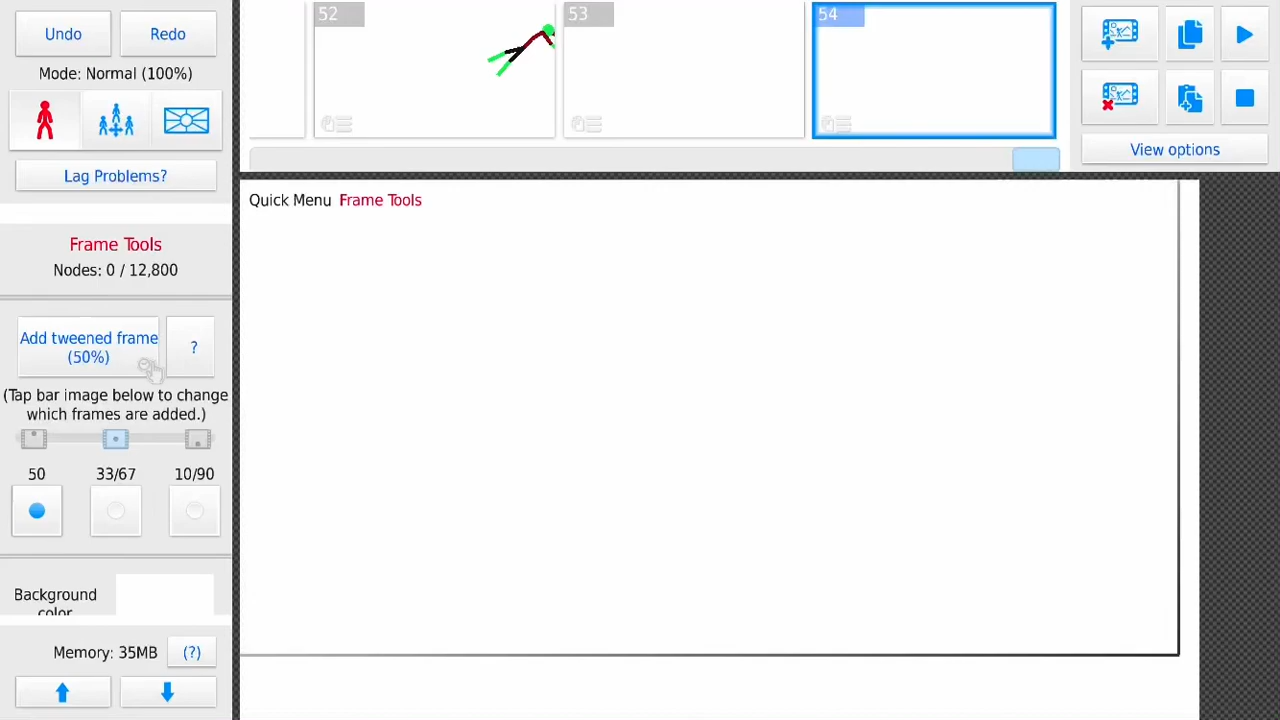 Undo
Redo
Mode: Normal (100%)
Lag Problems?
52
53
54
View options
Quick Menu Frame Tools
Frame Tools
Nodes: 0 / 12,800
Add tweened frame
(50%)
?
(Tap bar image below to change
which frames are added.)
50
33/67
10/90
Background
color
Memory: 35MB
(?)